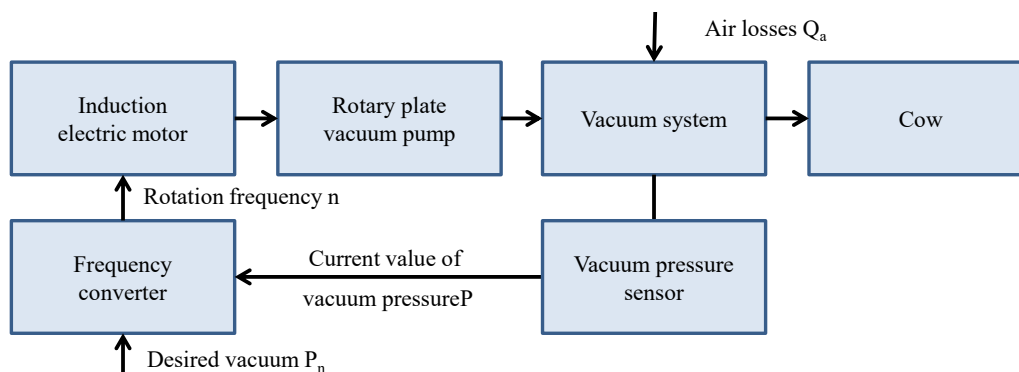 Air losses Qa
Induction
electric motor
Rotary plate
vacuum pump
Vacuum system
Cow
Rotation frequency n
Frequency
converter
Current value of
vacuum pressureP
Vacuum pressure
sensor
Desired vacuum Pn